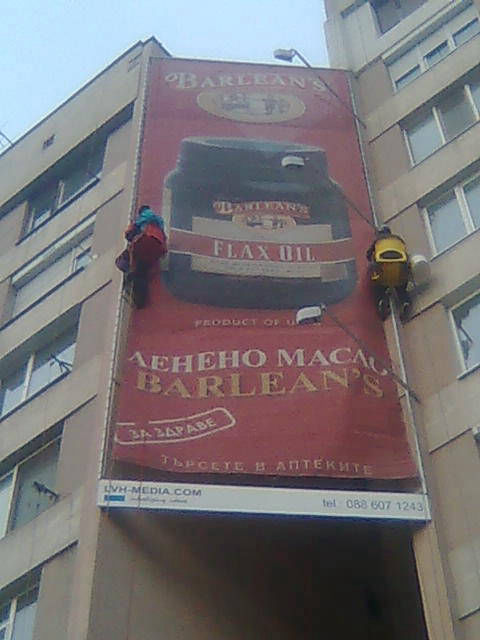 BARLEAN'S
BARLEAN'S
FLAX OIL
PRODUCT OF
ЛЕНЕНО МАСЛО
BARLEAN'S
ЗА ЗДРАВЕ
ТЪРСЕТЕ В АПТЕКИТЕ
LVH-MEDIA.COM
tel.: 088 607 1243